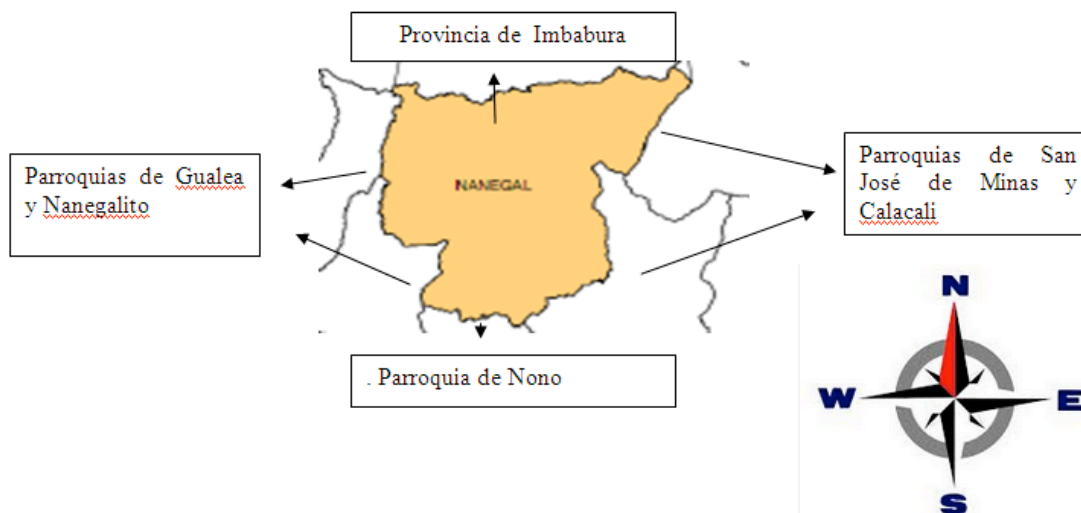 Provincia de Imbabura
Parroquias de Gualea
y Nanegalito
NANEGAL
Parroquias de San
José de Minas y
Calacali
. Parroquia de Nono
N
W
E
S